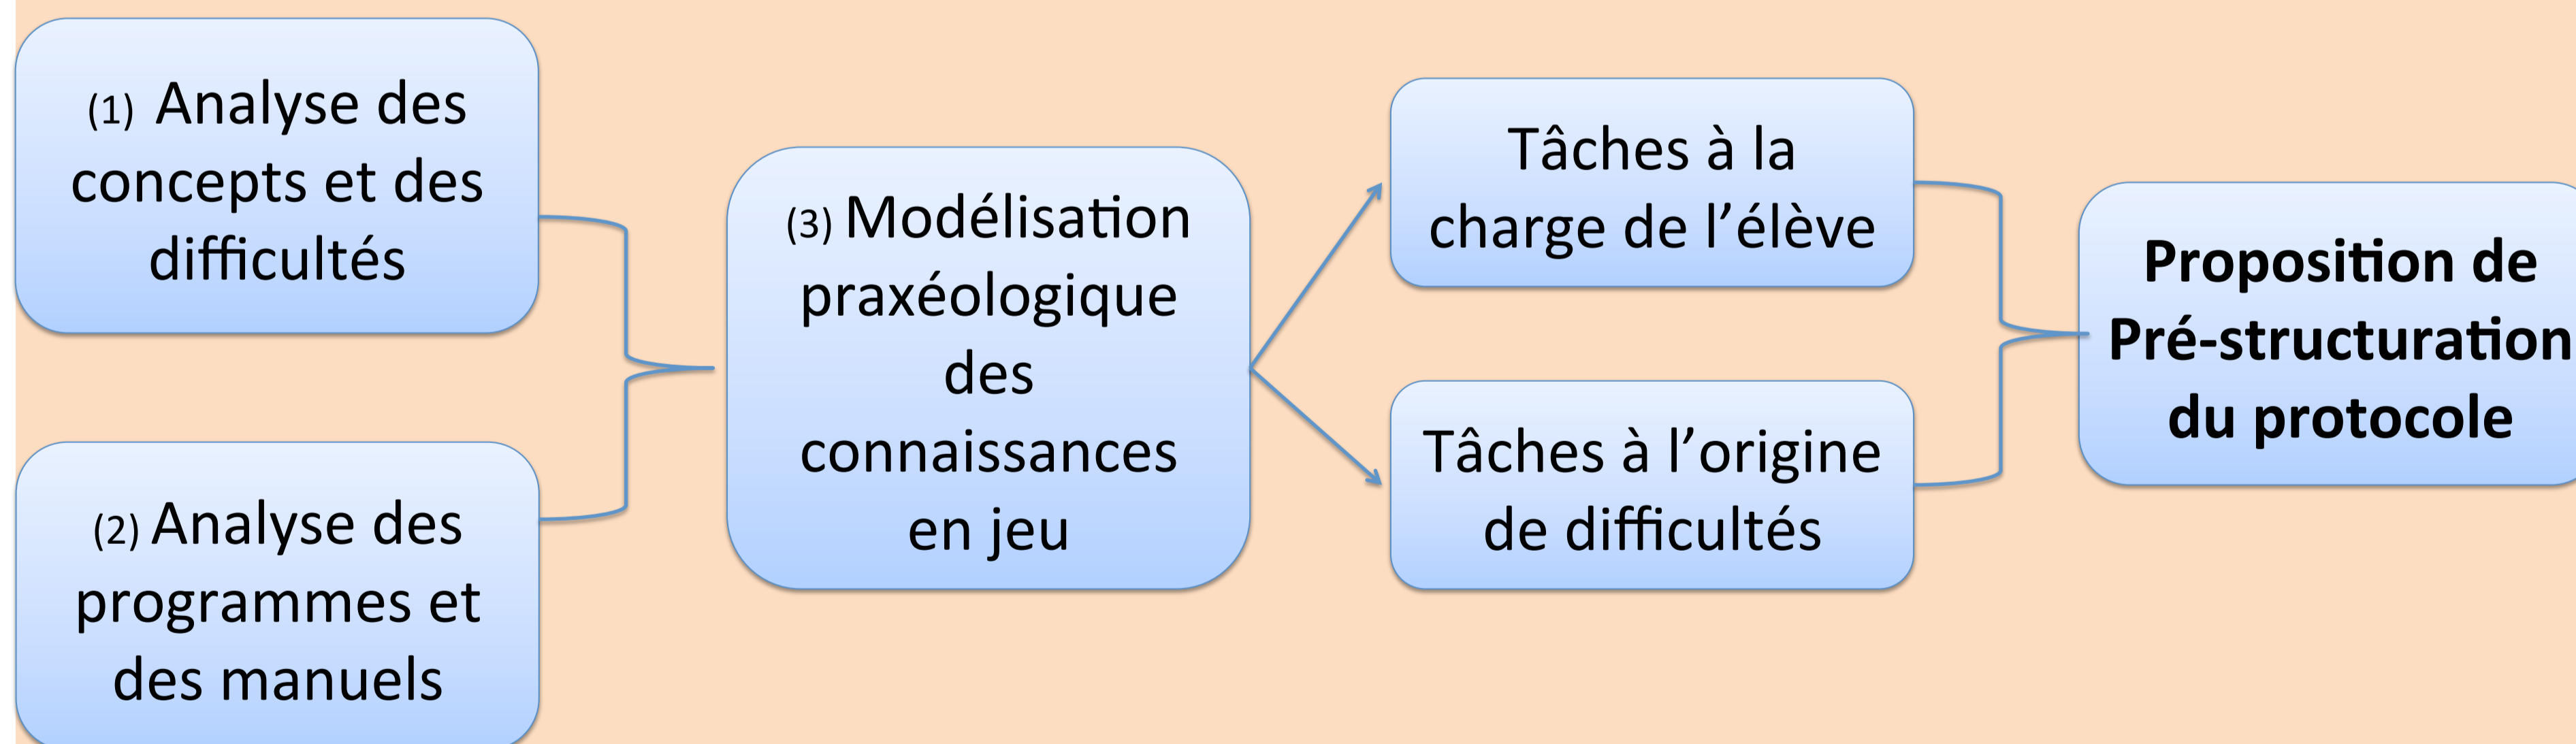 (1) Analyse des
concepts et des
difficultés
(2) Analyse des
programmes et
des manuels
(3) Modélisation
praxéologique
des
connaissances
en jeu
Tâches à la
charge de l’élève
Tâches à l’origine
de difficultés
Proposition de
Pré-structuration
du protocole